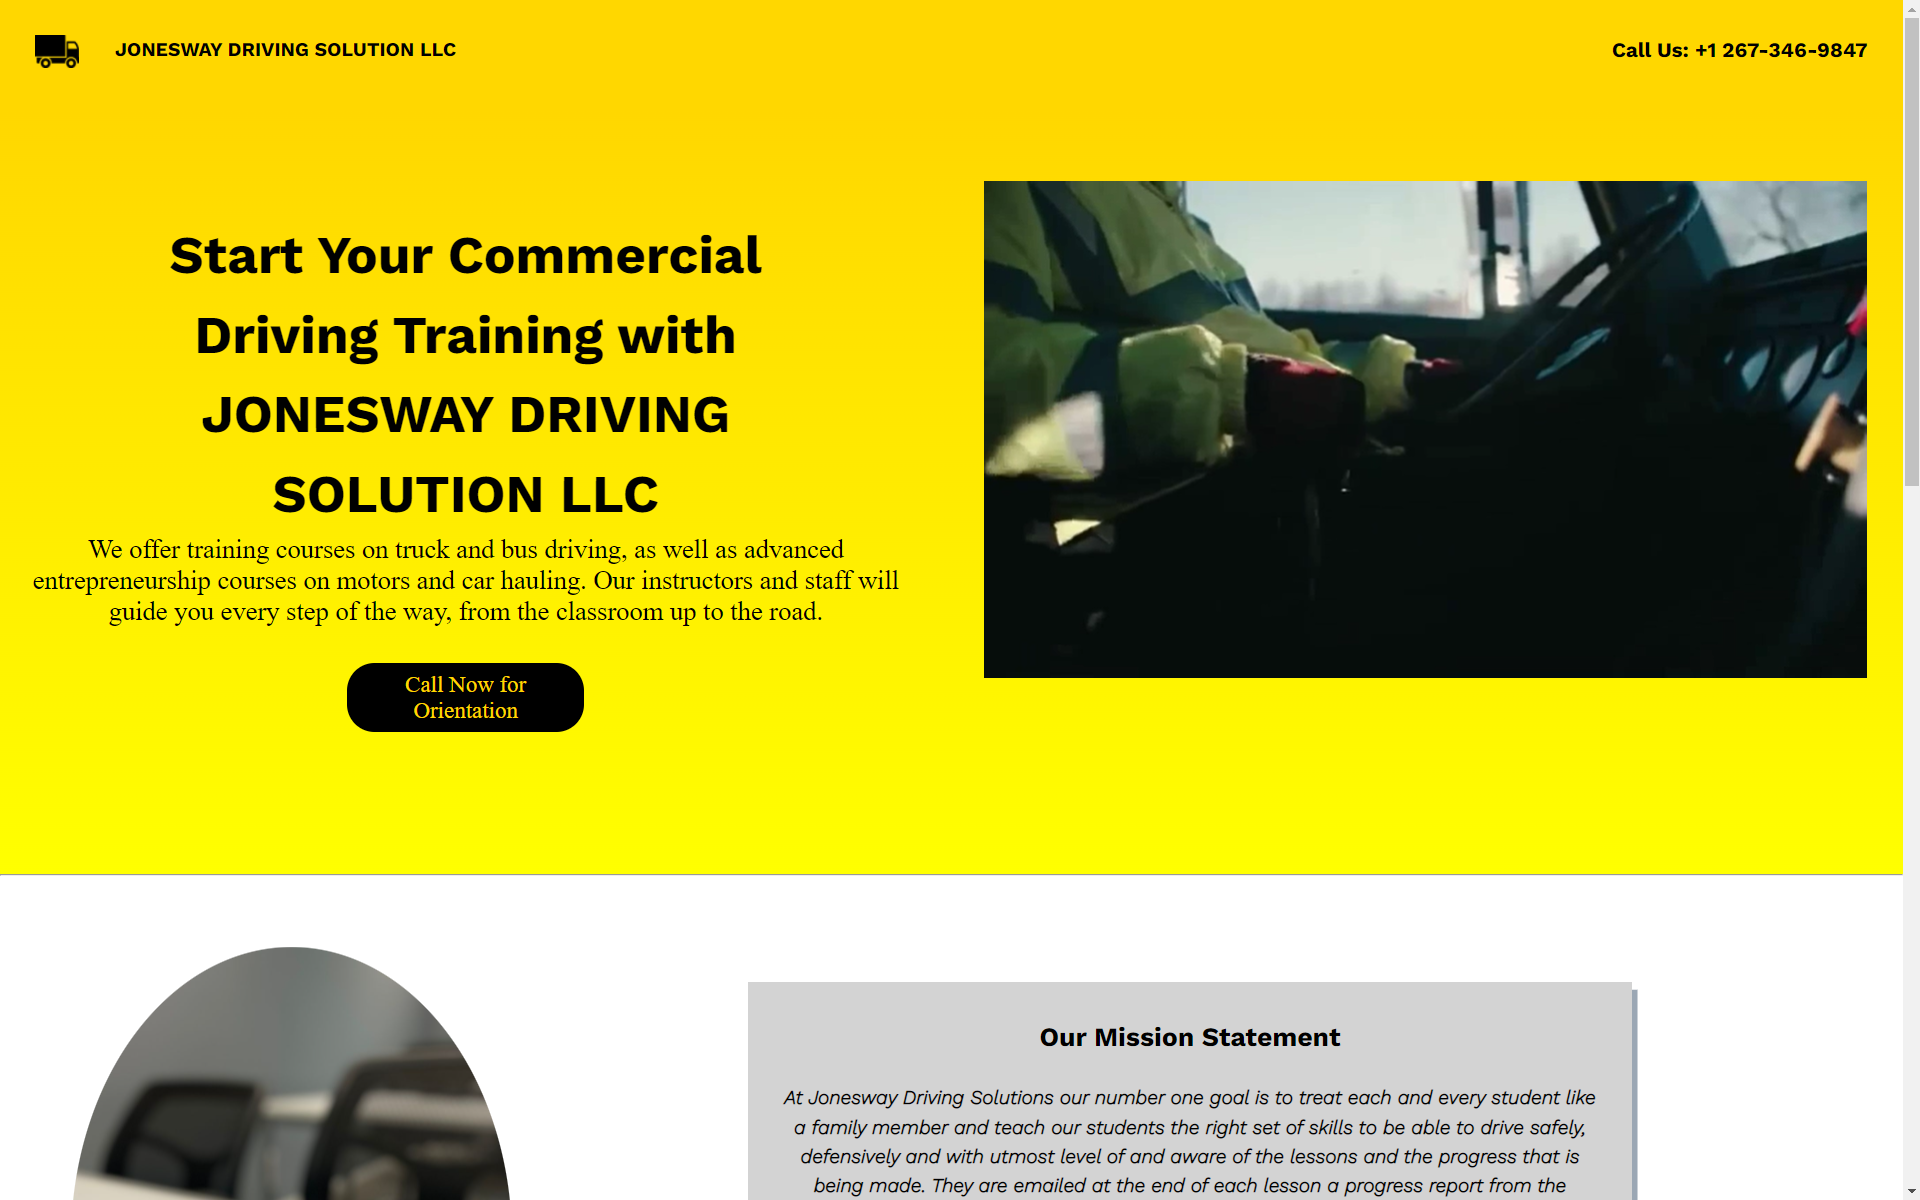 JONESWAY DRIVING SOLUTION LLC
Call Us: +1 267-346-9847
Start Your Commercial
Driving Training with
JONESWAY DRIVING
SOLUTION LLC
We offer training courses on truck and bus driving, as well as advanced
entrepreneurship courses on motors and car hauling. Our instructors and staff will
guide you every step of the way, from the classroom up to the road.
Call Now for
Orientation
Our Mission Statement
At Jonesway Driving Solutions our number one goal is to treat each and every student like
a family member and teach our students the right set of skills to be able to drive safely,
defensively and with utmost level of and aware of the lessons and the progress that is
being made. They are emailed at the end of each lesson a progress report from the